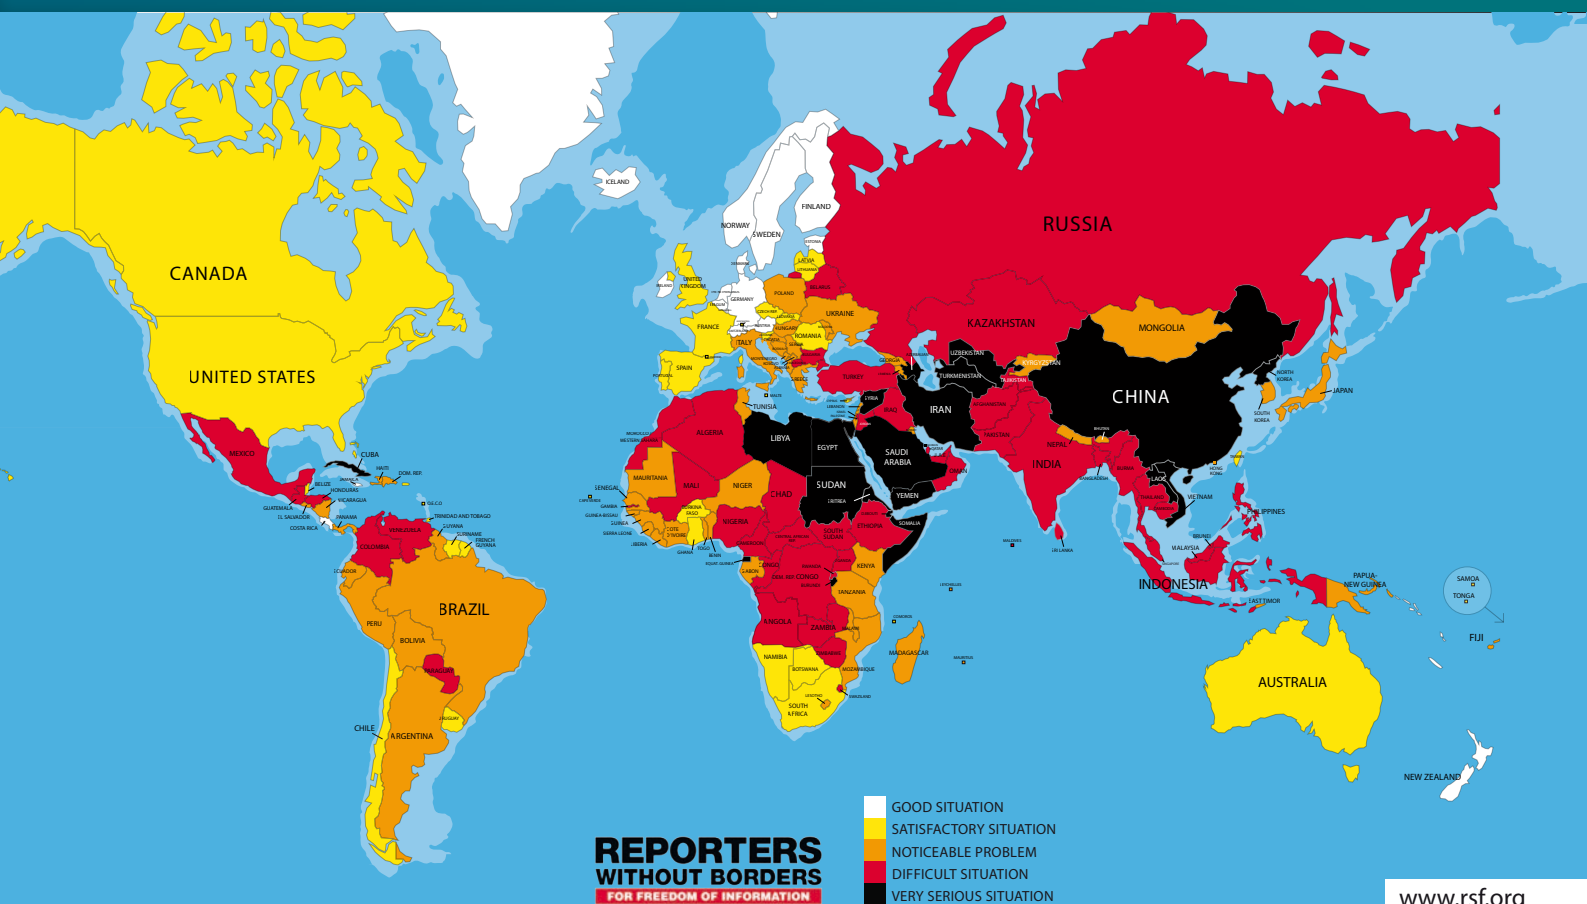 ICELAND
NORWAY
SWEDEN
FINLAND
ESTONIA
LATVIA
LITHUANIA
BELARUS
RUSSIA
CANADA
UNITED STATES
IRELAND
UNITED
KINGDOM
GERMANY
POLAND
UKRAINE
FRANCE
ITALY
HUNGARY
ROMANIA
SPAIN
PORTUGAL
GREECE
MALTA
GEORGIA
TURKEY
KAZAKHSTAN
UZBEKISTAN
TURKMENISTAN
KYRGYZSTAN
TAJIKISTAN
MONGOLIA
CHINA
NORTH
KOREA
SOUTH
KOREA
JAPAN
SYRIA
LEBANON
IRAQ
IRAN
AFGHANISTAN
PAKISTAN
NEPAL
BHUTAN
INDIA
BANGLADESH
BURMA
LAOS
VIETNAM
THAILAND
HONG
KONG
PHILIPPINES
BRUNEI
MALAYSIA
SINGAPORE
INDONESIA
EAST TIMOR
PAPUA-
NEW GUINEA
SRI LANKA
MALDIVES
SAMOA
TONGA
FIJI
AUSTRALIA
NEW ZEALAND
MEXICO
CUBA
JAMAICA
HAITI
DOM. REP.
BELIZE
HONDURAS
NICARAGUA
GUATEMALA
EL SALVADOR
COSTA RICA
PANAMA
OECO
TRINIDAD AND TOBAGO
VENEZUELA
GUYANA
SURINAME
FRENCH
GUYANA
COLOMBIA
ECUADOR
PERU
BRAZIL
BOLIVIA
PARAGUAY
URUGUAY
CHILE
ARGENTINA
MOROCCO
WESTERN SAHARA
ALGERIA
TUNISIA
LIBYA
EGYPT
SAUDI
ARABIA
QATAR
OMAN
YEMEN
CAPE VERDE
SENEGAL
GAMBIA
GUINEA-BISSAU
GUINEA
SIERRA LEONE
LIBERIA
MAURITANIA
MALI
BURKINA
FASO
COTE
D'IVOIRE
GHANA
TOGO
BENIN
NIGER
NIGERIA
CHAD
SUDAN
ERITREA
ETHIOPIA
SOMALIA
SOUTH
SUDAN
CAMEROON
EQUAT. GUINEA
GABON
CONGO
DEM. REP. CONGO
KENYA
TANZANIA
ANGOLA
ZAMBIA
MALAWI
ZIMBABWE
MOZAMBIQUE
NAMIBIA
BOTSWANA
SOUTH
AFRICA
LESOTHO
SWAZILAND
MADAGASCAR
COMOROS
SEYCHELLES
MAURITIUS
GOOD SITUATION
SATISFACTORY SITUATION
NOTICEABLE PROBLEM
DIFFICULT SITUATION
VERY SERIOUS SITUATION
REPORTERS
WITHOUT BORDERS
FOR FREEDOM OF INFORMATION
www.rsf.org